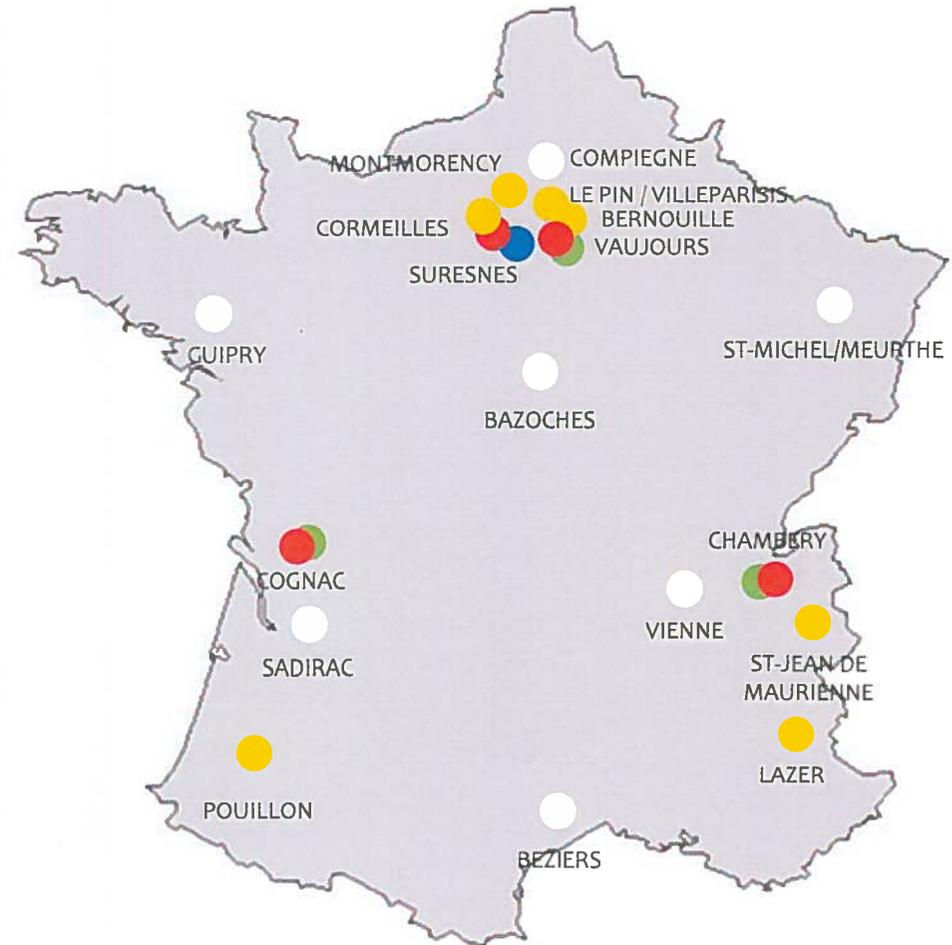 MONTMORENCY
COMPIEGNE
LE PIN / VILLEPARISIS
BERNOUILLE
CORMEILLES
VAUJOURS
SURESNES
GUIPRY
ST-MICHEL/MEURTHE
BAZOCHES
CHAMBERY
COGNAC
VIENNE
SADIRAC
ST-JEAN DE
MAURIENNE
LAZER
POUILLON
BEZIERS